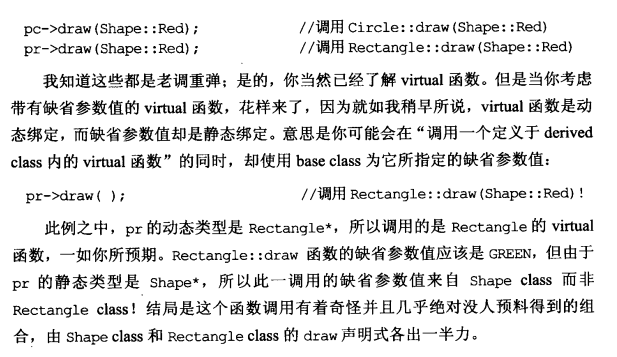 pc->draw(Shape::Red); //调用 Circle::draw(Shape::Red)
pr->draw(Shape::Red); //调用 Rectangle::draw(Shape::Red)
我知道这些都是老调重弹；是的，你当然已经了解 virtual 函数。但是当你考虑
带有缺省参数值的 virtual 函数，花样来了，因为就如我稍早所说，virtual 函数是动
态绑定，而缺省参数值却是静态绑定。意思是你可能会在“调用一个定义于 derived
class 内的 virtual 函数”的同时，却使用 base class 为它所指定的缺省参数值：
pr->draw( ); //调用 Rectangle::draw(Shape::Red)！
此例之中，pr 的动态类型是 Rectangle*，所以调用的是 Rectangle 的 virtual
函数，一如你所预期。Rectangle::draw 函数的缺省参数值应该是 GREEN，但由于
pr 的静态类型是 Shape*，所以此一调用的缺省参数值来自 Shape class 而非
Rectangle class！结局是这个函数调用有着奇怪并且几乎绝对没人预料得到的组
合，由 Shape class 和 Rectangle class 的 draw 声明式各出一半力。